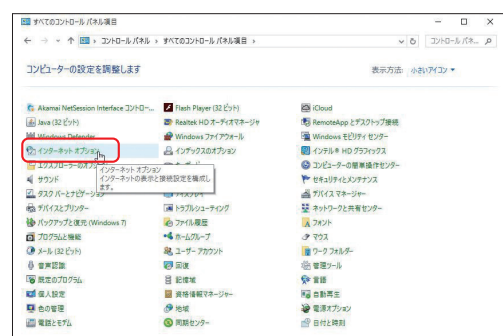 すべてのコントロール パネル項目
コントロール パネル › すべてのコントロール パネル項目 ›
コントロール パネ...
コンピューターの設定を調整します
表示方法: 小さいアイコン
Akamai NetSession Interface コントロ...
Flash Player (32 ビット)
iCloud
Java (32 ビット)
Realtek HD オーディオマネージャ
RemoteApp とデスクトップ接続
Windows Defender
Windows ファイアウォール
Windows モビリティ センター
インターネット オプション
インデックスのオプション
インテル® HD グラフィックス
エクスプローラーのオプション
コンピューターの簡単操作センター
インターネット オプション
インターネットの表示と接続設定を構成し
ます。
サウンド
セキュリティとメンテナンス
タスク バーとナビゲーション
デバイス マネージャー
デバイスとプリンター
トラブルシューティング
ネットワークと共有センター
バックアップと復元 (Windows 7)
ファイル履歴
フォント
プログラムと機能
ホームグループ
マウス
メール (32 ビット)
ユーザー アカウント
ワーク フォルダー
音声認識
回復
管理ツール
既定のプログラム
記憶域
言語
個人設定
資格情報マネージャー
自動再生
色の管理
地域
電源オプション
電話とモデム
同期センター
日付と時刻